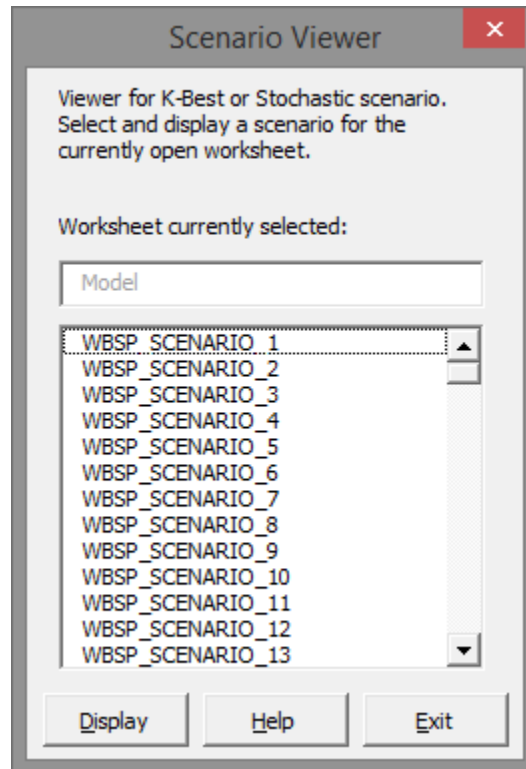 Scenario Viewer
Viewer for K-Best or Stochastic scenario.
Select and display a scenario for the
currently open worksheet.
Worksheet currently selected:
Model
WBSP_SCENARIO_1
WBSP_SCENARIO_2
WBSP_SCENARIO_3
WBSP_SCENARIO_4
WBSP_SCENARIO_5
WBSP_SCENARIO_6
WBSP_SCENARIO_7
WBSP_SCENARIO_8
WBSP_SCENARIO_9
WBSP_SCENARIO_10
WBSP_SCENARIO_11
WBSP_SCENARIO_12
WBSP_SCENARIO_13
Display Help Exit